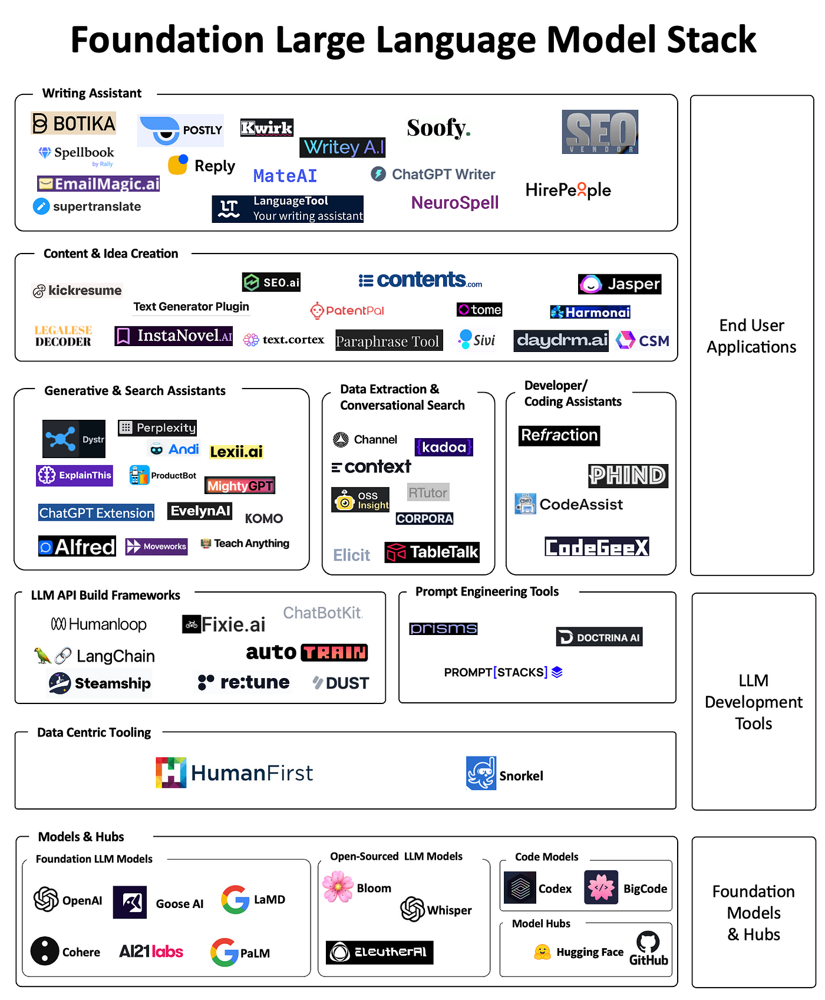 Foundation Large Language Model Stack
Writing Assistant
BOTIKA
POSTLY
Kwirk
Soofy.
SEO
VENDOR
Writey A.I
Spellbook
by Rally
Reply
MateAI
ChatGPT Writer
EmailMagic.ai
HirePeople
supertranslate
LT
LanguageTool
Your writing assistant
NeuroSpell
End User
Applications
Content & Idea Creation
kickresume
SEO.ai
contents.com
Jasper
Text Generator Plugin
PatentPal
tome
Harmonai
LEGALESE
DECODER
InstaNovel.AI
text.cortex
Paraphrase Tool
Sivi
daydrm.ai
CSM
Generative & Search Assistants
Dystr
Perplexity
Andi
Lexii.ai
ExplainThis
ProductBot
MightyGPT
ChatGPT Extension
EvelynAI
KOMO
Alfred
Moveworks
Teach Anything
Data Extraction &
Conversational Search
Channel
{kadoa}
context
OSS
Insight
RTutor
CORPORA
Elicit
TableTalk
Developer/
Coding Assistants
Refraction
PHIND
CodeAssist
CodeGeeX
LLM API Build Frameworks
Humanloop
Fixie.ai
ChatBotKit.
LangChain
auto TRAIN
Steamship
re:tune
DUST
Prompt Engineering Tools
prisms
DOCTRINA AI
PROMPT[STACKS]
LLM
Development
Tools
Data Centric Tooling
HumanFirst
Snorkel
Models & Hubs
Foundation LLM Models
OpenAI
Goose AI
LaMD
Cohere
AI21labs
PaLM
Open-Sourced LLM Models
Bloom
Whisper
EleutherAI
Code Models
Codex
</>
BigCode
Model Hubs
Hugging Face
GitHub
Foundation
Models
& Hubs